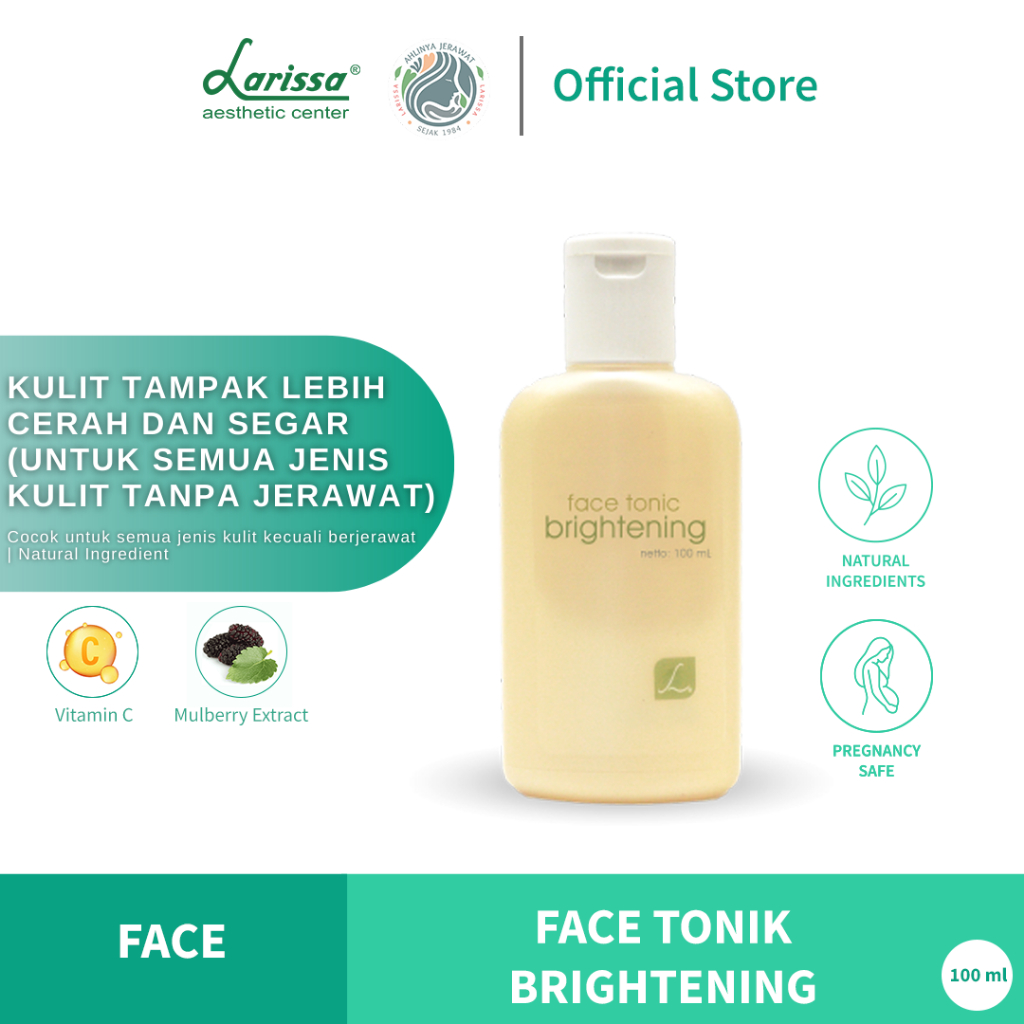 Larissa®
aesthetic center
AHLINYA JERAWAT
LARISSA
SEJAK 1984
Official Store
KULIT TAMPAK LEBIH
CERAH DAN SEGAR
(UNTUK SEMUA JENIS
KULIT TANPA JERAWAT)
Cocok untuk semua jenis kulit kecuali berjerawat
| Natural Ingredient
Vitamin C
Mulberry Extract
face tonic
brightening
netto: 100 mL
L
NATURAL
INGREDIENTS
PREGNANCY
SAFE
FACE
FACE TONIK
BRIGHTENING
100 ml
C